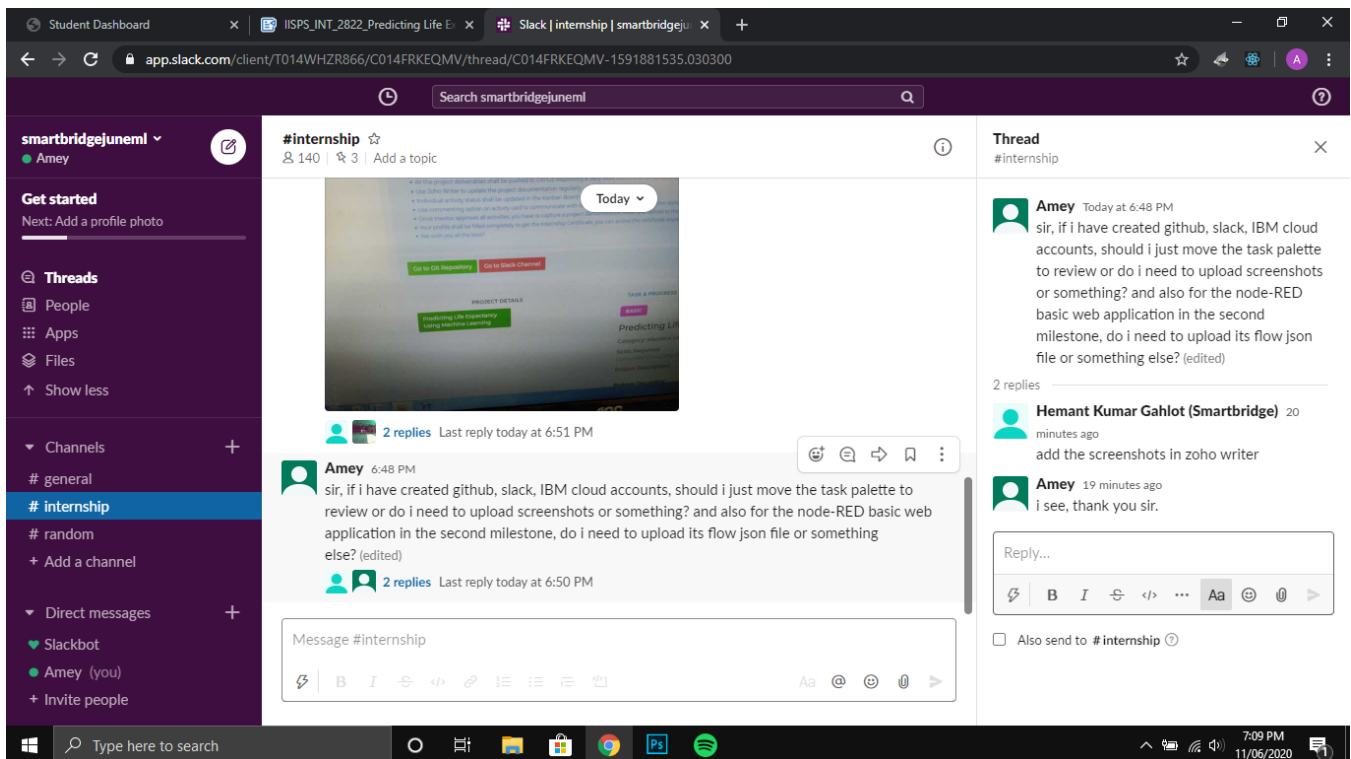 Student Dashboard
IISPS_INT_2822_Predicting Life Ex
Slack | internship | smartbridgeju
app.slack.com/client/T014WHZR866/C014FRKEQMV/thread/C014FRKEQMV-1591881535.030300
A
Search smartbridgejuneml
smartbridgejuneml
Amey
Get started
Next: Add a profile photo
Threads
People
Apps
Files
Show less
Channels
# general
# internship
# random
+ Add a channel
Direct messages
Slackbot
Amey (you)
+ Invite people
#internship
140 | 3 | Add a topic
Today
Go to Git Repository Go to Slack Channel
PROJECT DETAILS
Predicting Life Expectancy
Using Machine Learning
TASK & PROGRESS
BASIC
Predicting Li
2 replies Last reply today at 6:51 PM
Amey 6:48 PM
sir, if i have created github, slack, IBM cloud accounts, should i just move the task palette to
review or do i need to upload screenshots or something? and also for the node-RED basic web
application in the second milestone, do i need to upload its flow json file or something
else? (edited)
2 replies Last reply today at 6:50 PM
Message #internship
B I S </> Aa @
Thread
#internship
Amey Today at 6:48 PM
sir, if i have created github, slack, IBM cloud
accounts, should i just move the task palette
to review or do i need to upload screenshots
or something? and also for the node-RED
basic web application in the second
milestone, do i need to upload its flow json
file or something else? (edited)
2 replies
Hemant Kumar Gahlot (Smartbridge) 20
minutes ago
add the screenshots in zoho writer
Amey 19 minutes ago
i see, thank you sir.
Reply...
B I S </> ... Aa
Also send to # internship
Type here to search
Ps
7:09 PM
11/06/2020
1